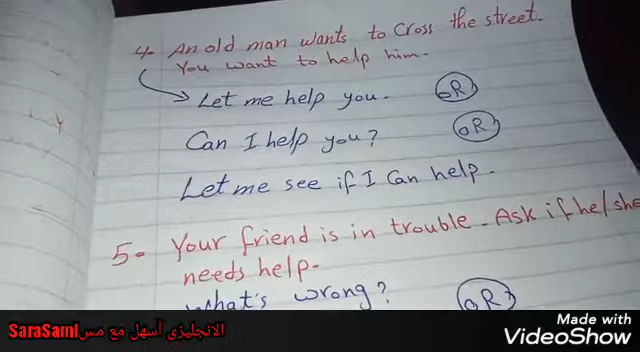 4- An old man wants to cross the street.
You want to help him.
Let me help you. OR
Can I help you? OR
Let me see if I can help.
5- Your friend is in trouble. Ask if he/she
needs help.
What's wrong? OR
الانجليزي أسهل مع مس SaraSami
Made with
VideoShow